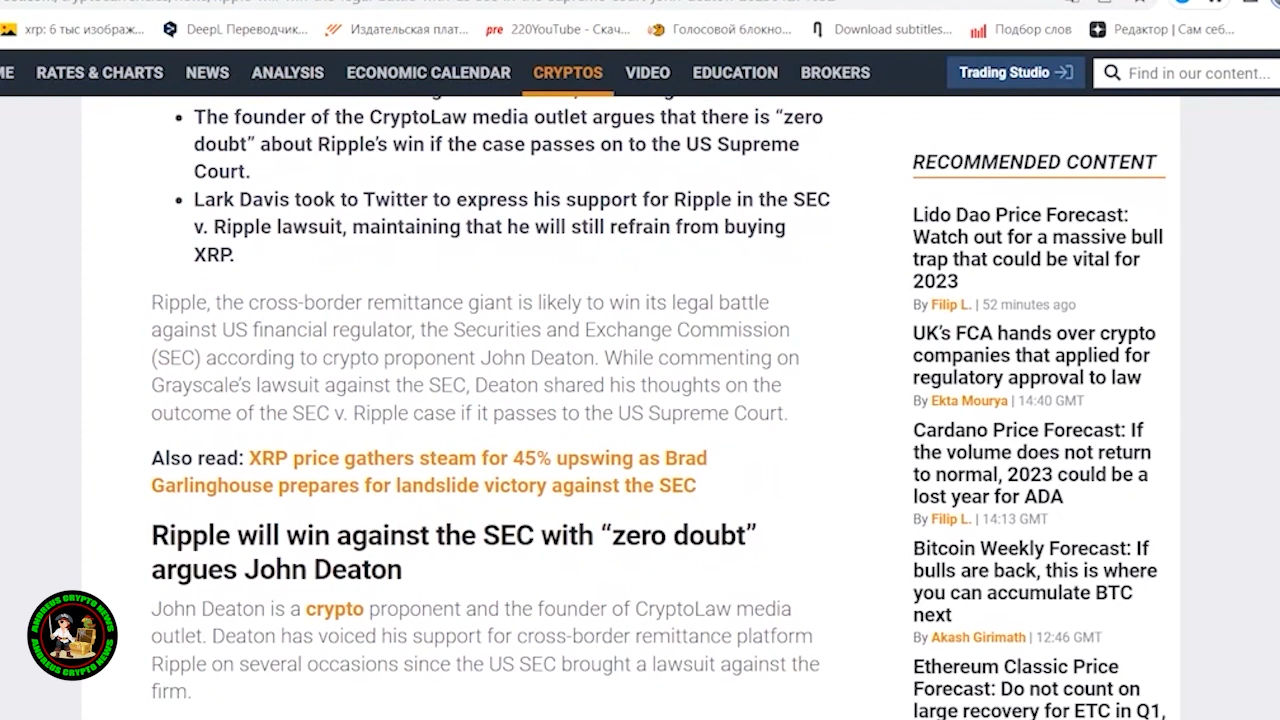 xrp: 6 тыс изображ...
DeepL Переводчик...
Издательская плат...
pre 220YouTube - Скач...
Голосовой блокно...
Download subtitles...
Подбор слов
Редактор | Сам себ...
ME RATES & CHARTS NEWS ANALYSIS ECONOMIC CALENDAR CRYPTOS VIDEO EDUCATION BROKERS
Trading Studio
Find in our content...
• The founder of the CryptoLaw media outlet argues that there is “zero
doubt” about Ripple’s win if the case passes on to the US Supreme
Court.
• Lark Davis took to Twitter to express his support for Ripple in the SEC
v. Ripple lawsuit, maintaining that he will still refrain from buying
XRP.
Ripple, the cross-border remittance giant is likely to win its legal battle
against US financial regulator, the Securities and Exchange Commission
(SEC) according to crypto proponent John Deaton. While commenting on
Grayscale’s lawsuit against the SEC, Deaton shared his thoughts on the
outcome of the SEC v. Ripple case if it passes to the US Supreme Court.
Also read: XRP price gathers steam for 45% upswing as Brad
Garlinghouse prepares for landslide victory against the SEC
Ripple will win against the SEC with “zero doubt”
argues John Deaton
John Deaton is a crypto proponent and the founder of CryptoLaw media
outlet. Deaton has voiced his support for cross-border remittance platform
Ripple on several occasions since the US SEC brought a lawsuit against the
firm.
RECOMMENDED CONTENT
Lido Dao Price Forecast:
Watch out for a massive bull
trap that could be vital for
2023
By Filip L. | 52 minutes ago
UK’s FCA hands over crypto
companies that applied for
regulatory approval to law
By Ekta Mourya | 14:40 GMT
Cardano Price Forecast: If
the volume does not return
to normal, 2023 could be a
lost year for ADA
By Filip L. | 14:13 GMT
Bitcoin Weekly Forecast: If
bulls are back, this is where
you can accumulate BTC
next
By Akash Girimath | 12:46 GMT
Ethereum Classic Price
Forecast: Do not count on
large recovery for ETC in Q1,
ANDREUS CRYPTO NEWS
ANDREUS CRYPTO NEWS